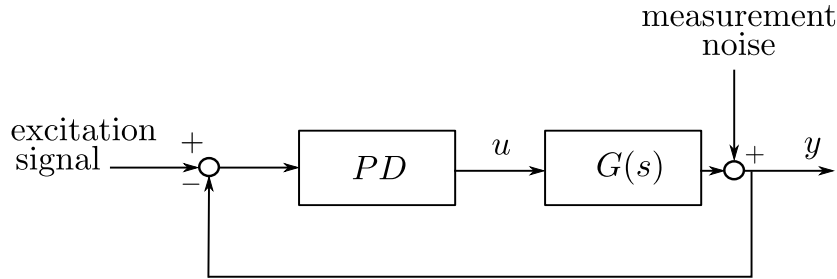 measurement
noise
excitation
signal
+
−
PD
u
G(s)
+
y